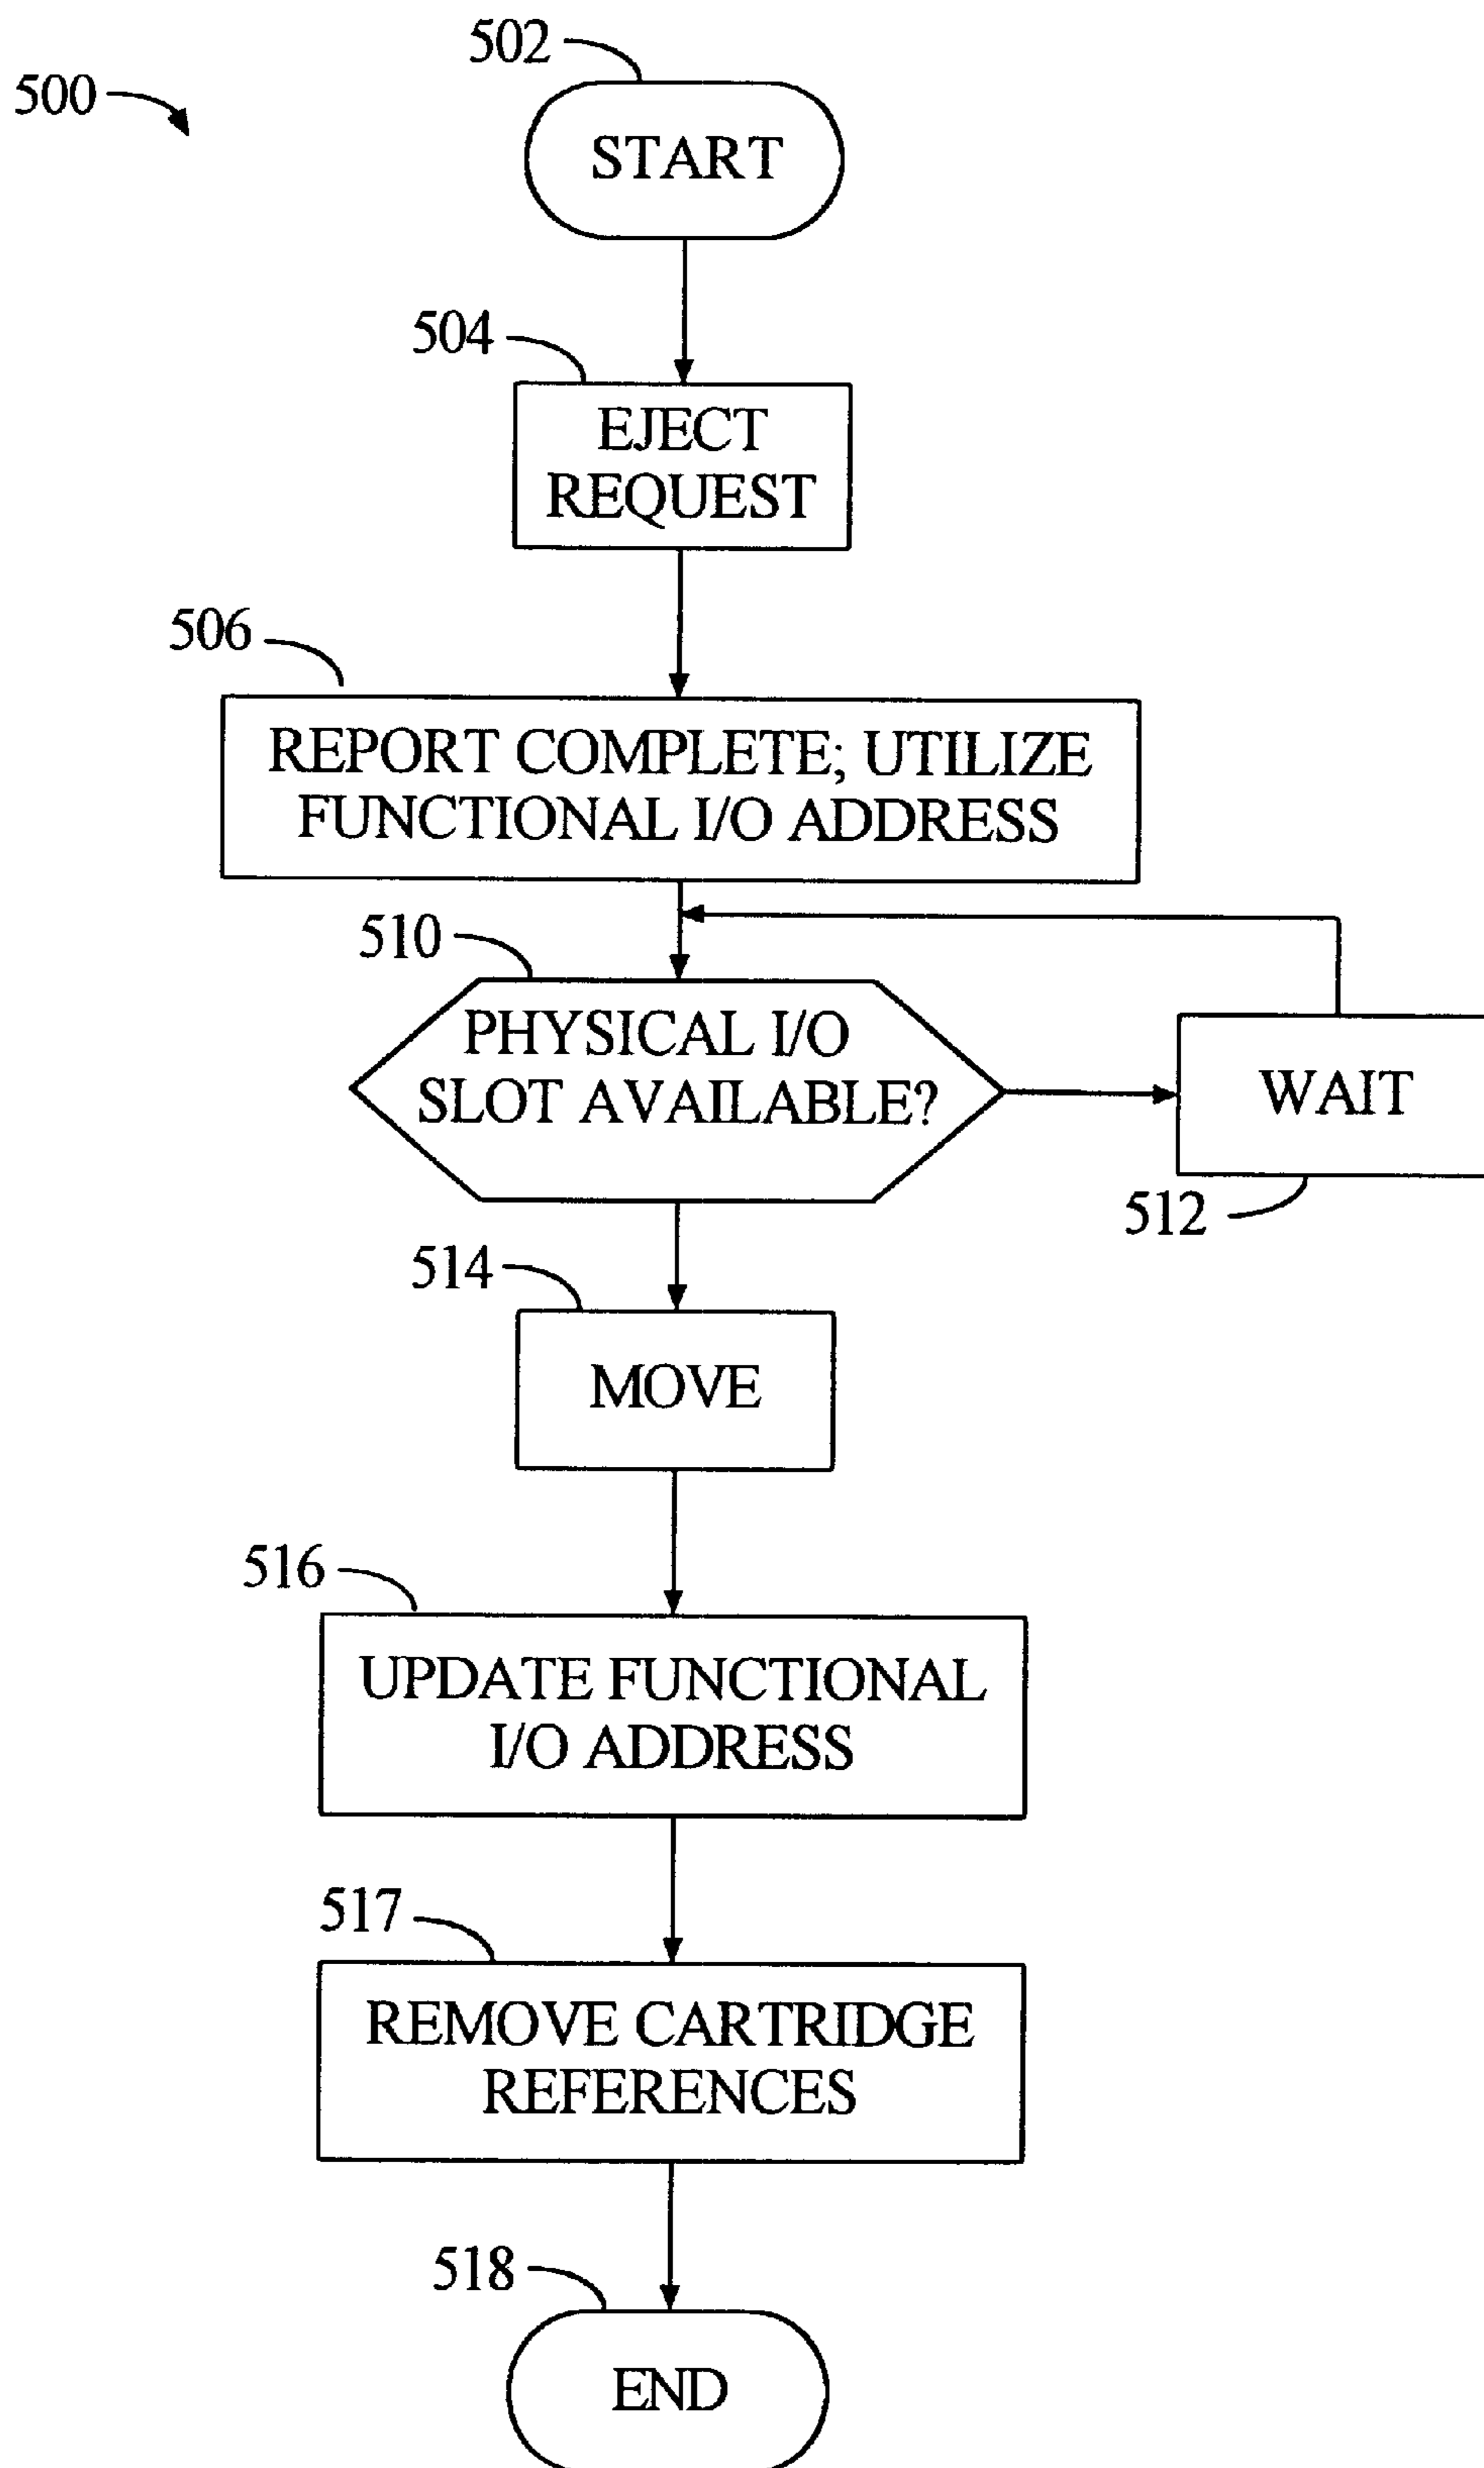 502
500
START
504
EJECT
REQUEST
506
REPORT COMPLETE; UTILIZE
FUNCTIONAL I/O ADDRESS
510
PHYSICAL I/O
SLOT AVAILABLE?
WAIT
512
514
MOVE
516
UPDATE FUNCTIONAL
I/O ADDRESS
517
REMOVE CARTRIDGE
REFERENCES
518
END